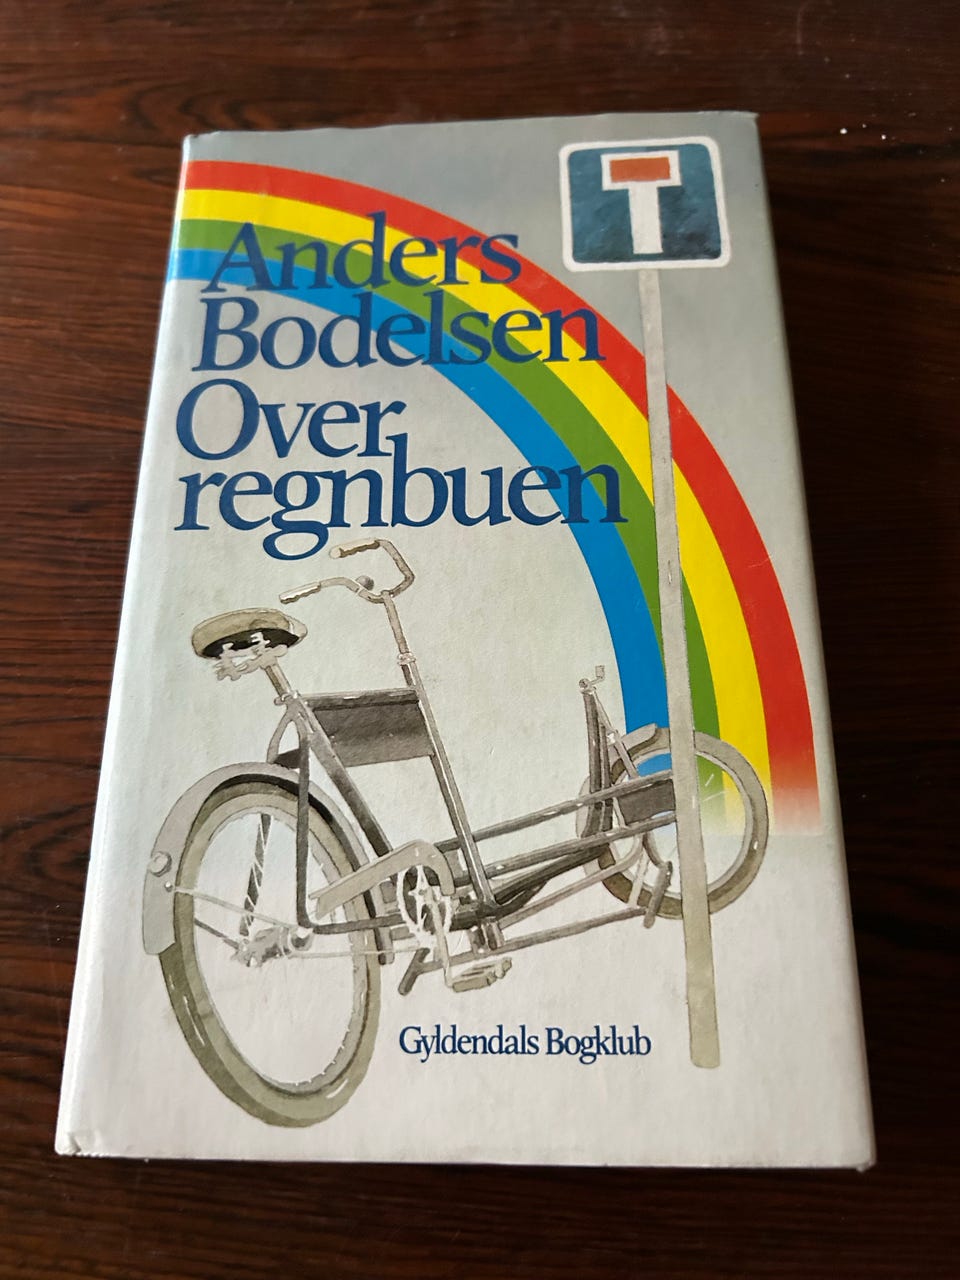 Anders
Bodelsen
Over
regnbuen
Gyldendals Bogklub